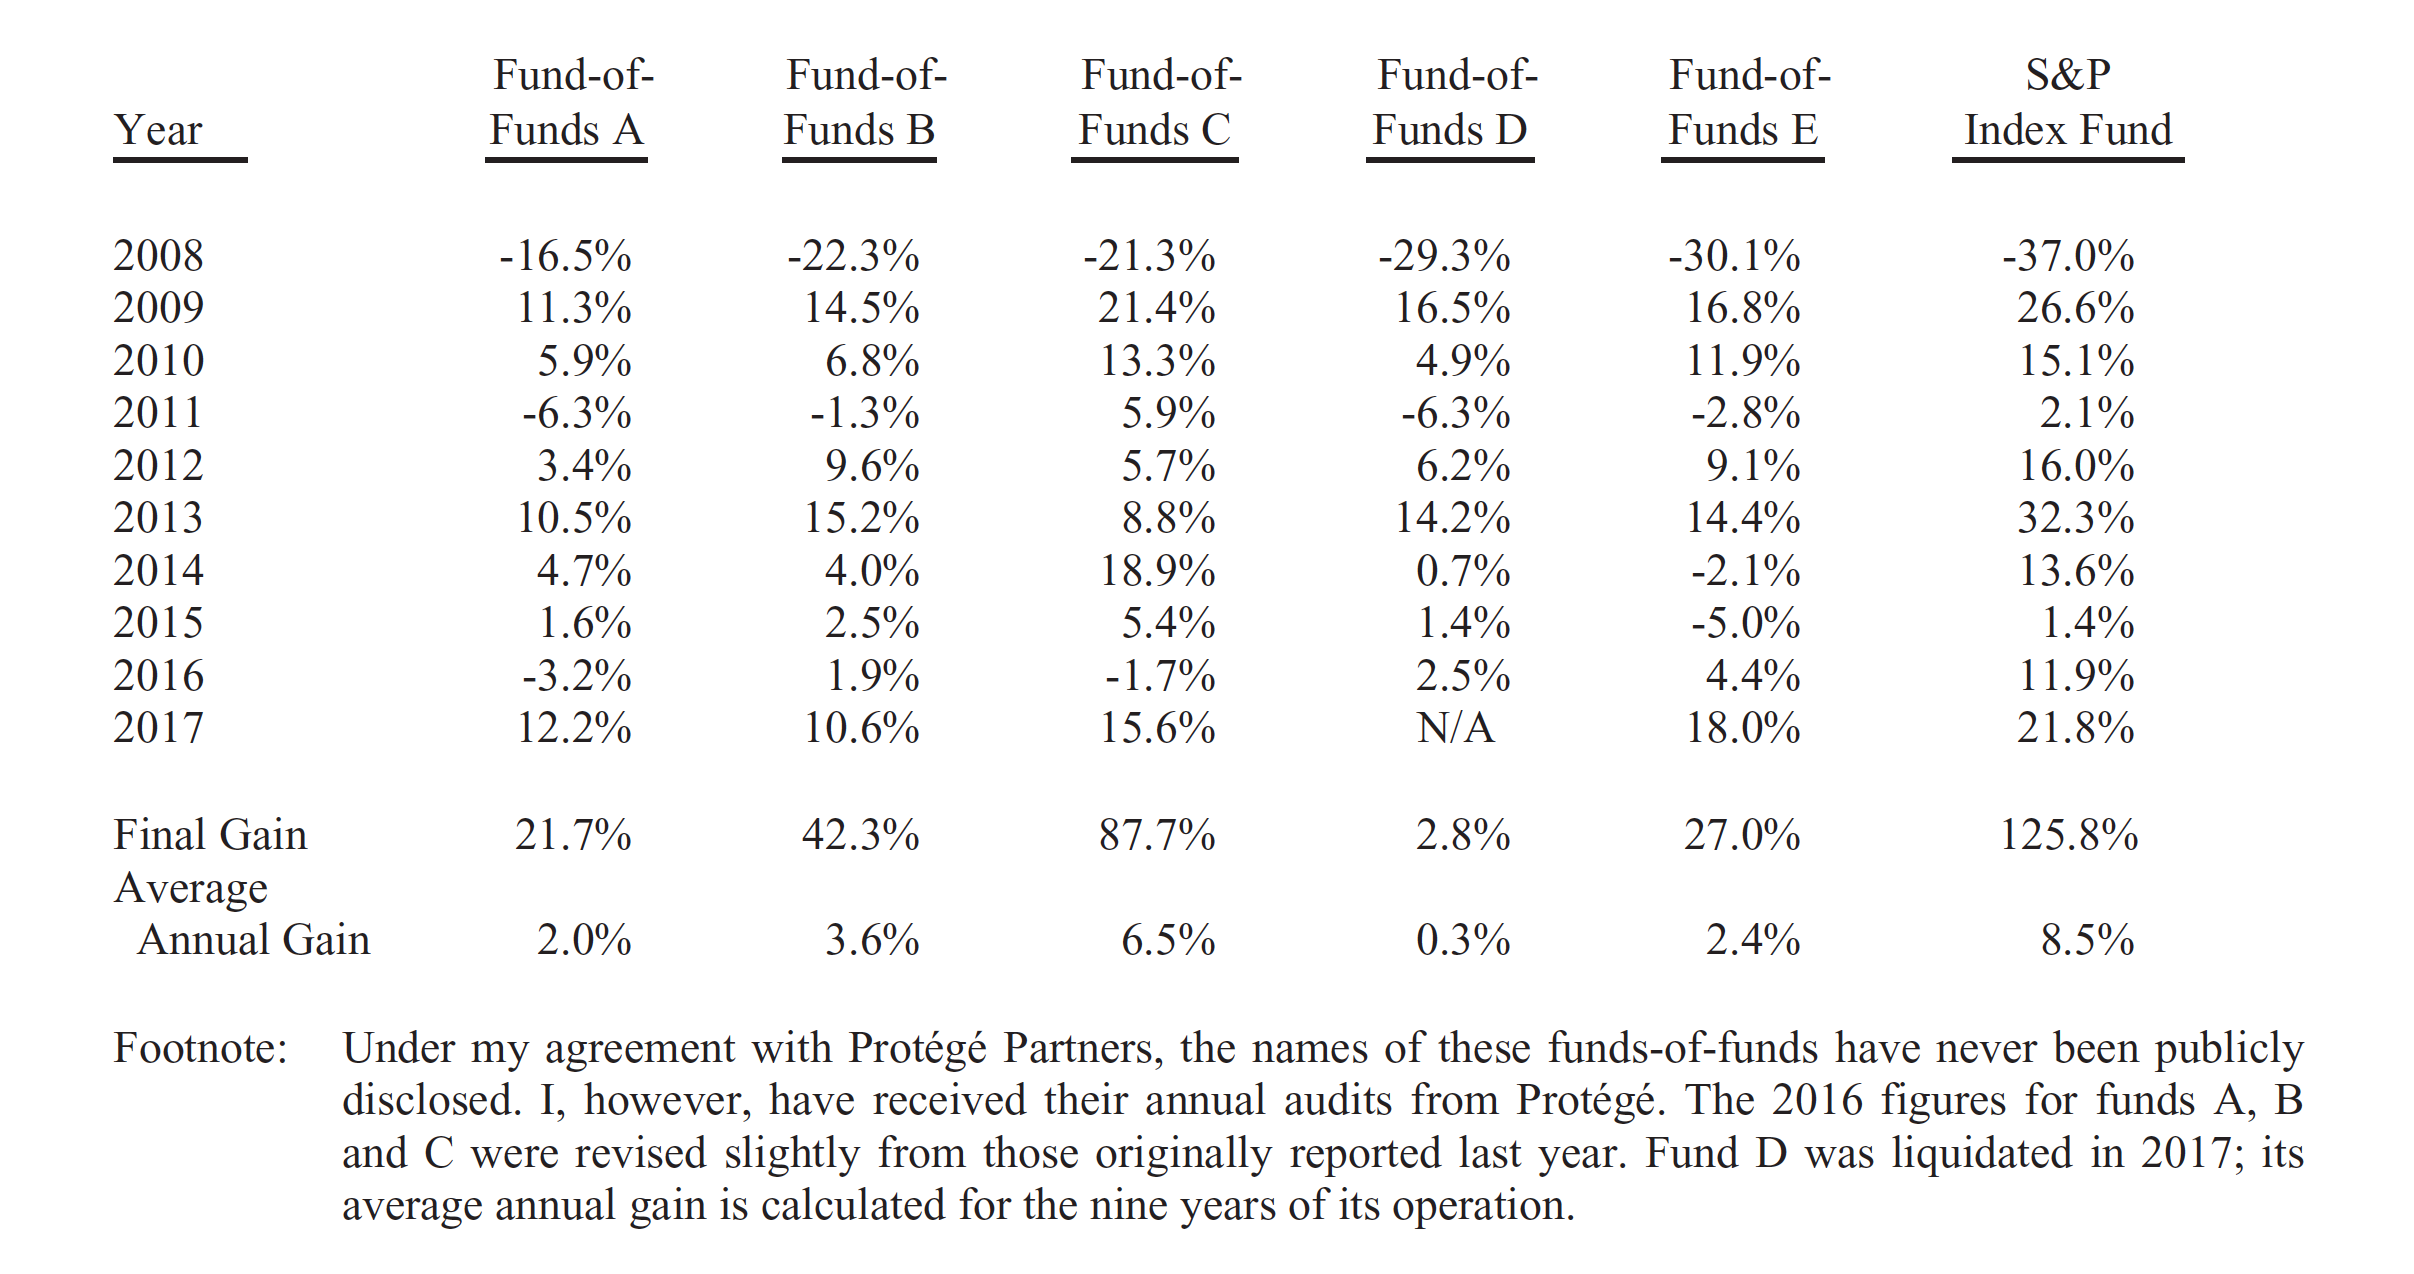 Fund-of- Fund-of- Fund-of- Fund-of- Fund-of- S&P
Year Funds A Funds B Funds C Funds D Funds E Index Fund
2008 -16.5% -22.3% -21.3% -29.3% -30.1% -37.0%
2009 11.3% 14.5% 21.4% 16.5% 16.8% 26.6%
2010 5.9% 6.8% 13.3% 4.9% 11.9% 15.1%
2011 -6.3% -1.3% 5.9% -6.3% -2.8% 2.1%
2012 3.4% 9.6% 5.7% 6.2% 9.1% 16.0%
2013 10.5% 15.2% 8.8% 14.2% 14.4% 32.3%
2014 4.7% 4.0% 18.9% 0.7% -2.1% 13.6%
2015 1.6% 2.5% 5.4% 1.4% -5.0% 1.4%
2016 -3.2% 1.9% -1.7% 2.5% 4.4% 11.9%
2017 12.2% 10.6% 15.6% N/A 18.0% 21.8%
Final Gain 21.7% 42.3% 87.7% 2.8% 27.0% 125.8%
Average
Annual Gain 2.0% 3.6% 6.5% 0.3% 2.4% 8.5%
Footnote: Under my agreement with Protégé Partners, the names of these funds-of-funds have never been publicly
disclosed. I, however, have received their annual audits from Protégé. The 2016 figures for funds A, B
and C were revised slightly from those originally reported last year. Fund D was liquidated in 2017; its
average annual gain is calculated for the nine years of its operation.